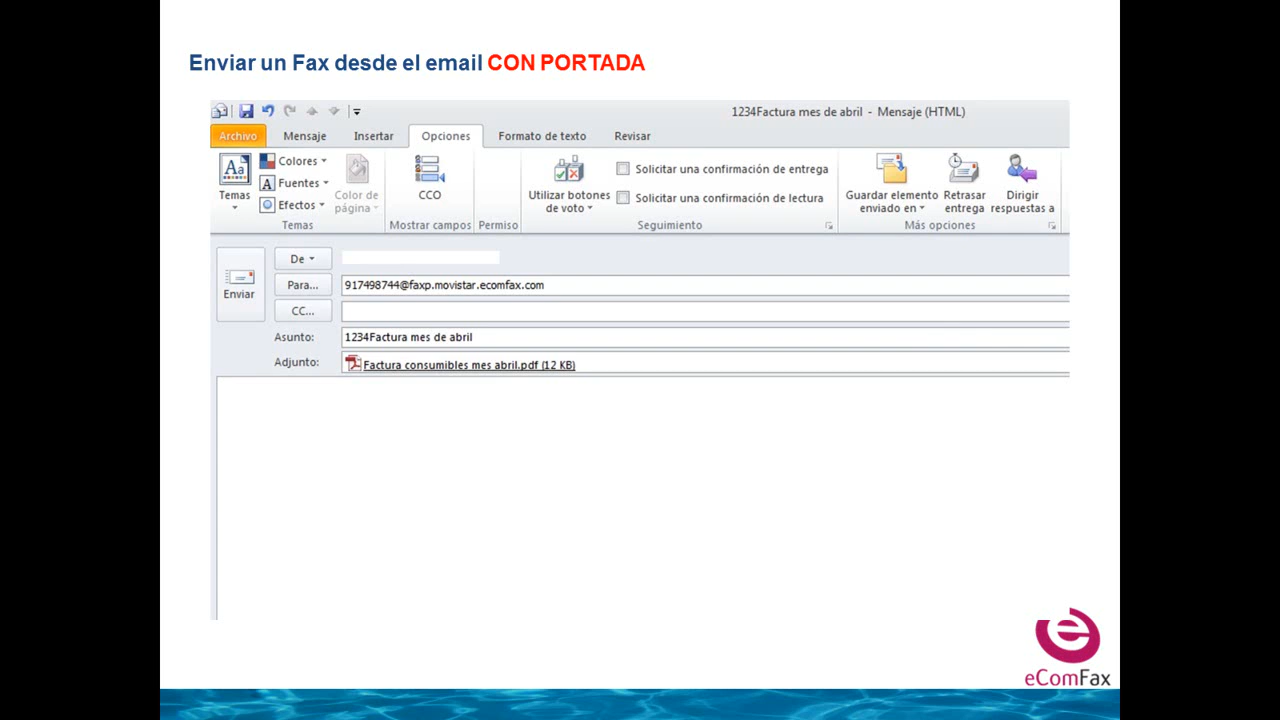 Enviar un Fax desde el email CON PORTADA
1234Factura mes de abril - Mensaje (HTML)
Archivo Mensaje Insertar Opciones Formato de texto Revisar
Aa Temas
Colores
A Fuentes
Efectos
Color de
página
Temas
CCO
Mostrar campos
Permiso
Utilizar botones
de voto
Solicitar una confirmación de entrega
Solicitar una confirmación de lectura
Seguimiento
Guardar elemento
enviado en
Retrasar
entrega
Dirigir
respuestas a
Más opciones
Enviar
De
Para... 917498744@faxp.movistar.ecomfax.com
CC...
Asunto: 1234Factura mes de abril
Adjunto: Factura consumibles mes abril.pdf (12 KB)
eComFax